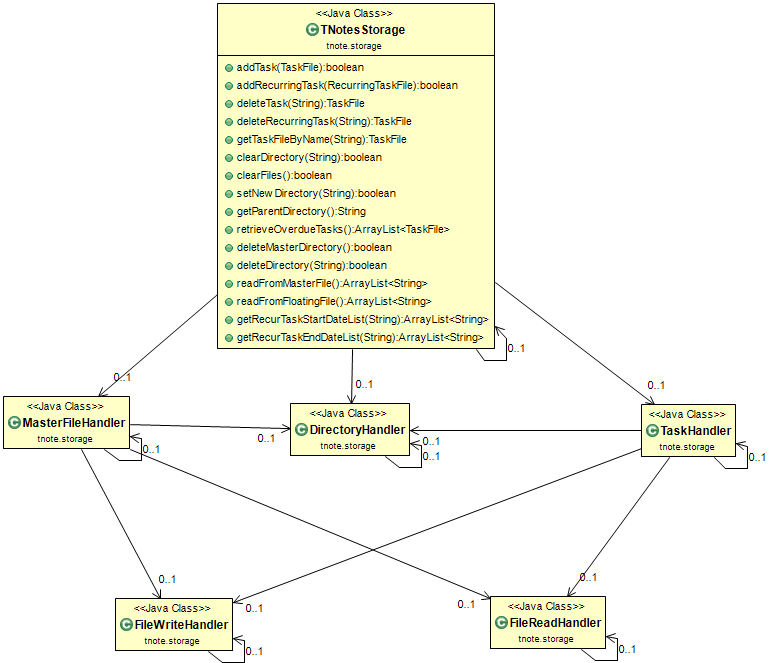 <<Java Class>>
TNotesStorage
tnote.storage
addTask(TaskFile):boolean
addRecurringTask(RecurringTaskFile):boolean
deleteTask(String):TaskFile
deleteRecurringTask(String):TaskFile
getTaskFileByName(String):TaskFile
clearDirectory(String):boolean
clearFiles():boolean
setNewDirectory(String):boolean
getParentDirectory():String
retrieveOverdueTasks():ArrayList<TaskFile>
deleteMasterDirectory():boolean
deleteDirectory(String):boolean
readFromMasterFile():ArrayList<String>
readFromFloatingFile():ArrayList<String>
getRecurTaskStartDateList(String):ArrayList<String>
getRecurTaskEndDateList(String):ArrayList<String>
0..1
0..1
0..1
0..1
<<Java Class>>
MasterFileHandler
tnote.storage
0..1
0..1
<<Java Class>>
DirectoryHandler
tnote.storage
0..1
0..1
<<Java Class>>
TaskHandler
tnote.storage
0..1
0..1
0..1
0..1
0..1
<<Java Class>>
FileWriteHandler
tnote.storage
0..1
<<Java Class>>
FileReadHandler
tnote.storage
0..1